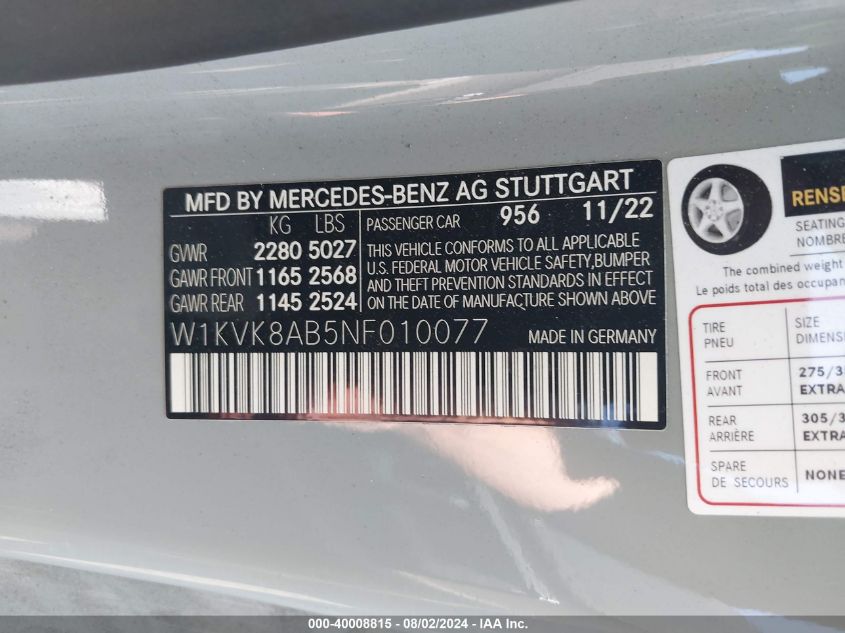 MFD BY MERCEDES-BENZ AG STUTTGART
KG LBS
GVWR 2280 5027
GAWR FRONT 1165 2568
GAWR REAR 1145 2524
PASSENGER CAR 956 11/22
THIS VEHICLE CONFORMS TO ALL APPLICABLE
U.S. FEDERAL MOTOR VEHICLE SAFETY,BUMPER
AND THEFT PREVENTION STANDARDS IN EFFECT
ON THE DATE OF MANUFACTURING SHOWN ABOVE
W1KVK8AB5NF010077
MADE IN GERMANY
SEATING
NOMBRE
The combined weight
Le poids total des
TIRE SIZE
PNEU
FRONT 275/3
AVANT EXTRA
REAR 305/3
ARRIÈRE EXTRA
SPARE
DE SECOURS NONE
000-40008815 - 08/02/2024 - IAA Inc.